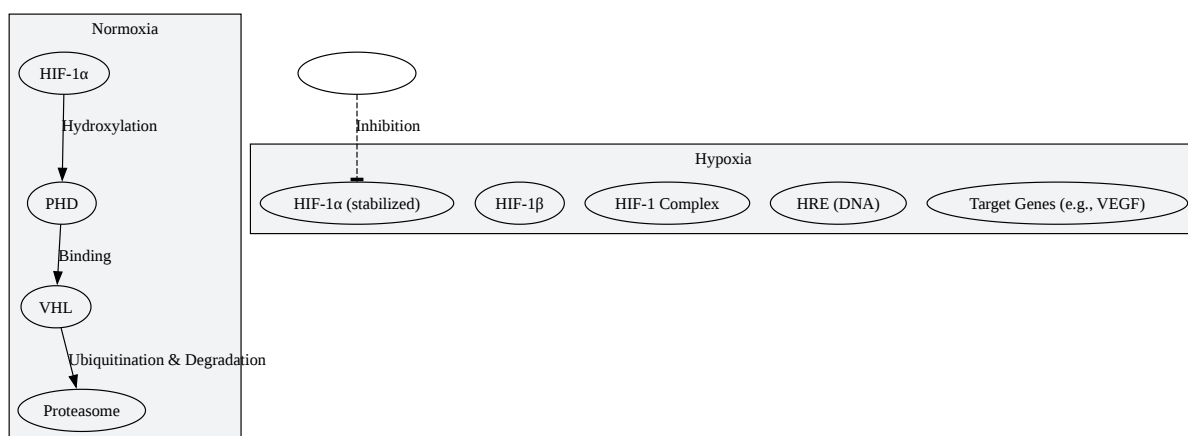 Normoxia
HIF-1α
Hydroxylation
PHD
Binding
VHL
Ubiquitination & Degradation
Proteasome
Inhibition
Hypoxia
HIF-1α (stabilized)
HIF-1β
HIF-1 Complex
HRE (DNA)
Target Genes (e.g., VEGF)